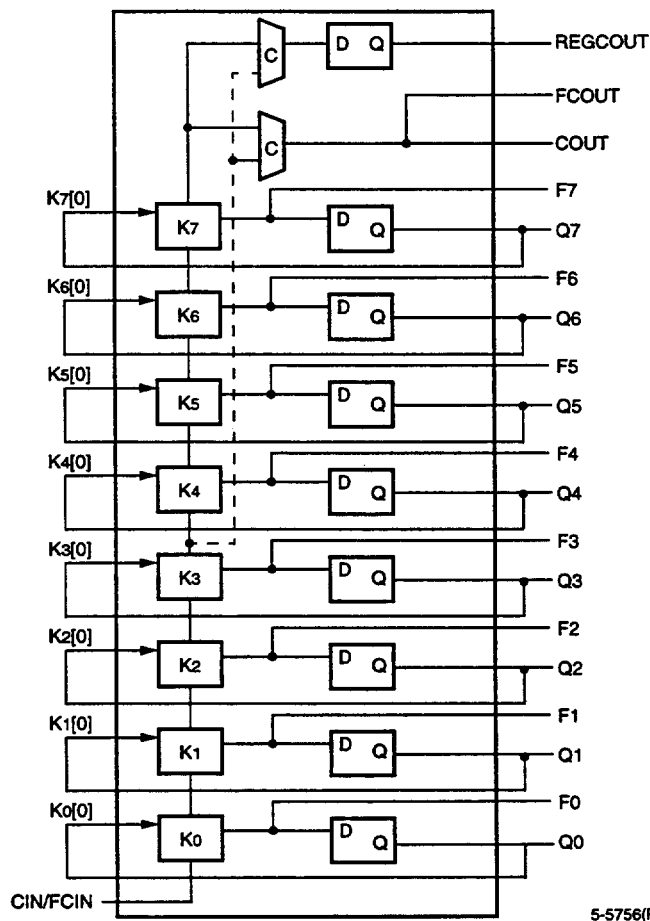 C
D Q
REGCOUT
FCOUT
C
COUT
K7[0]
K7
D Q
F7
Q7
K6[0]
K6
D Q
F6
Q6
K5[0]
K5
D Q
F5
Q5
K4[0]
K4
D Q
F4
Q4
K3[0]
K3
D Q
F3
Q3
K2[0]
K2
D Q
F2
Q2
K1[0]
K1
D Q
F1
Q1
K0[0]
K0
D Q
F0
Q0
CIN/FCIN
5-5756(F